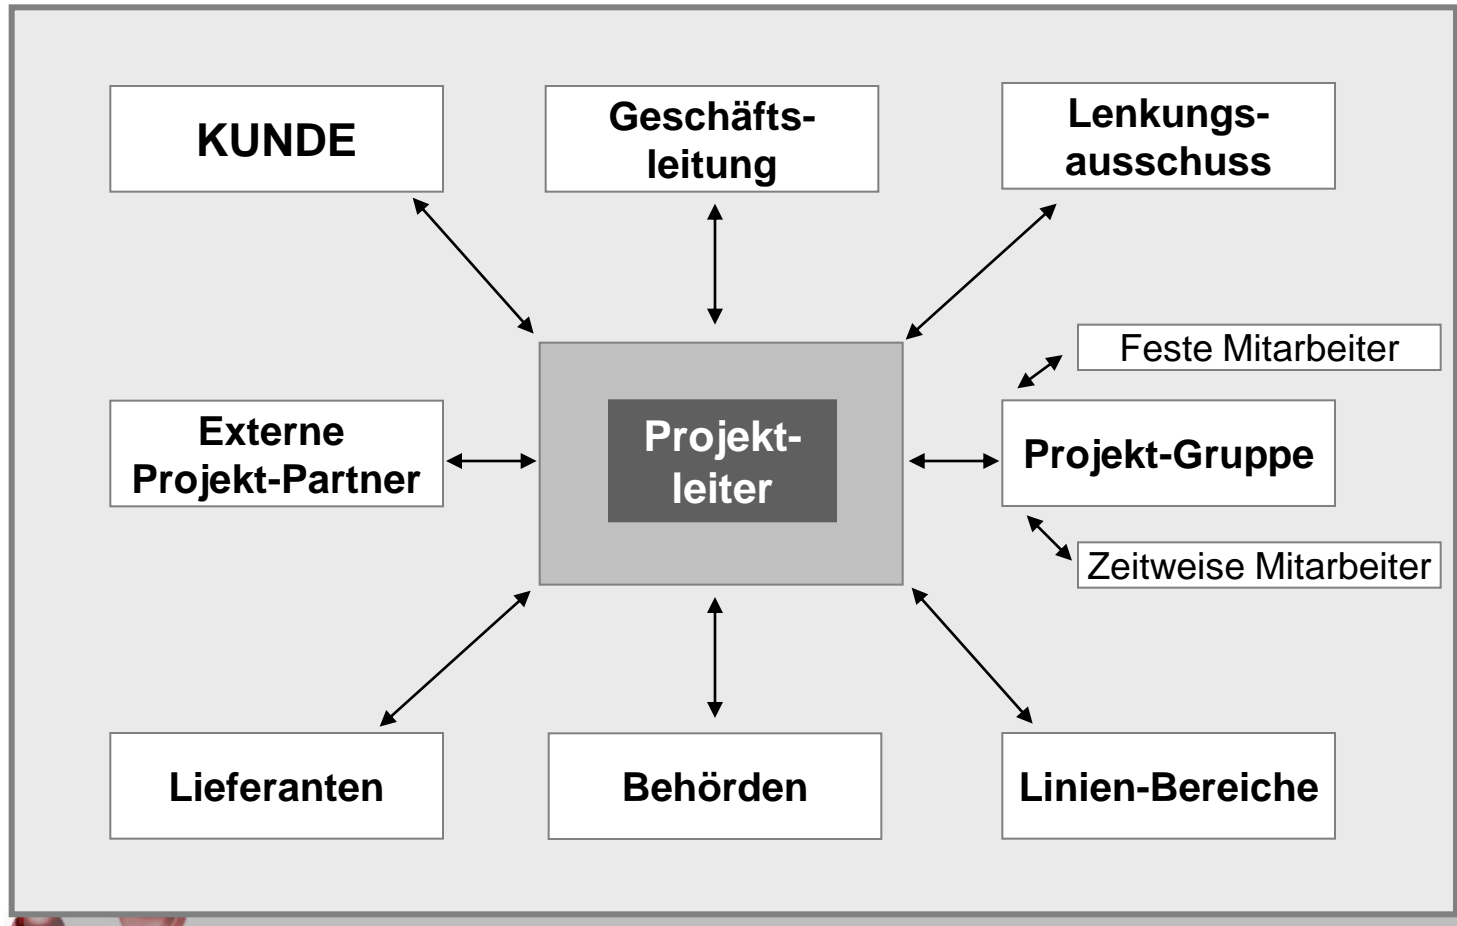 KUNDE
Geschäfts-
leitung
Lenkungs-
ausschuss
Feste Mitarbeiter
Externe
Projekt-Partner
Projekt-
leiter
Projekt-Gruppe
Zeitweise Mitarbeiter
Lieferanten
Behörden
Linien-Bereiche